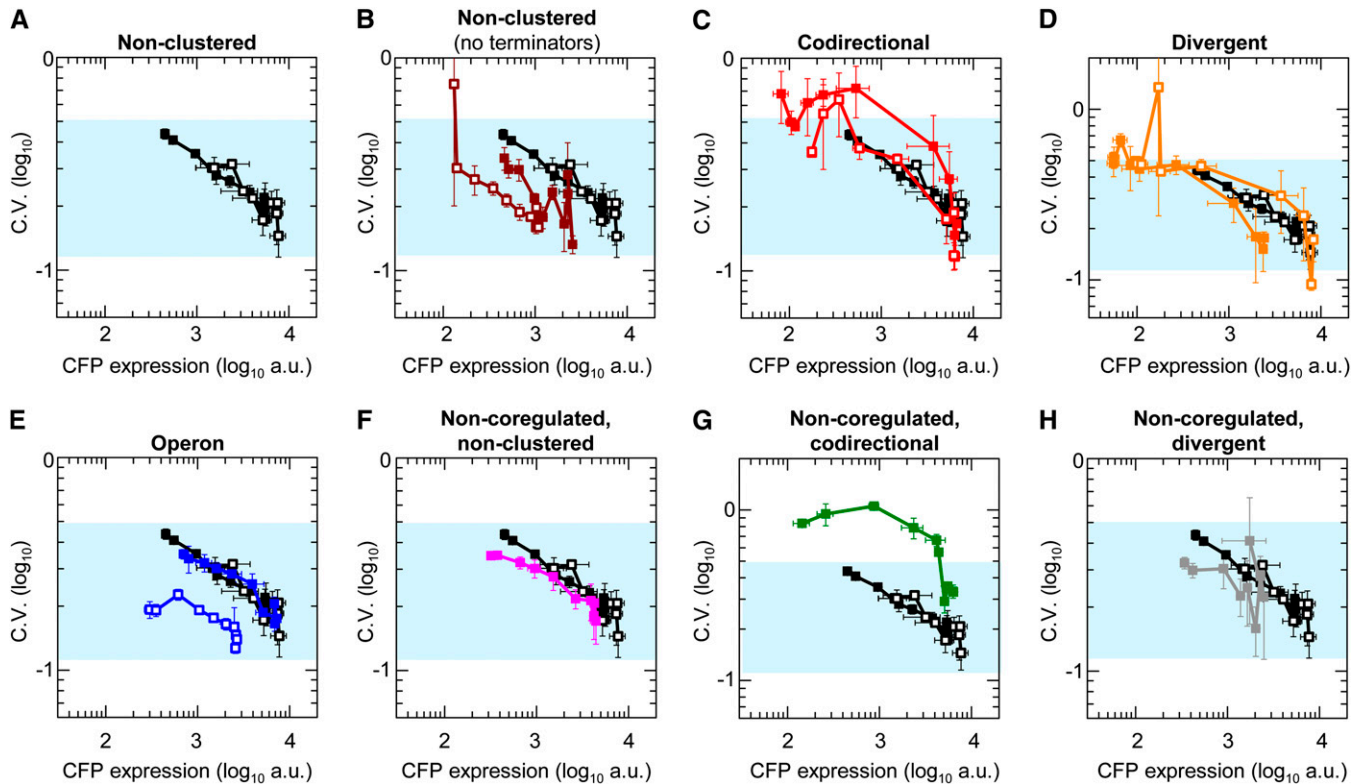 A
Non-clustered
0
-1
C.V. (log10)
2 3 4
CFP expression (log10 a.u.)
B
Non-clustered
(no terminators)
0
-1
C.V. (log10)
2 3 4
CFP expression (log10 a.u.)
C
Codirectional
0
-1
C.V. (log10)
2 3 4
CFP expression (log10 a.u.)
D
Divergent
0
-1
C.V. (log10)
2 3 4
CFP expression (log10 a.u.)
E
Operon
0
-1
C.V. (log10)
2 3 4
CFP expression (log10 a.u.)
F
Non-coregulated,
non-clustered
0
-1
C.V. (log10)
2 3 4
CFP expression (log10 a.u.)
G
Non-coregulated,
codirectional
0
-1
C.V. (log10)
2 3 4
CFP expression (log10 a.u.)
H
Non-coregulated,
divergent
0
-1
C.V. (log10)
2 3 4
CFP expression (log10 a.u.)